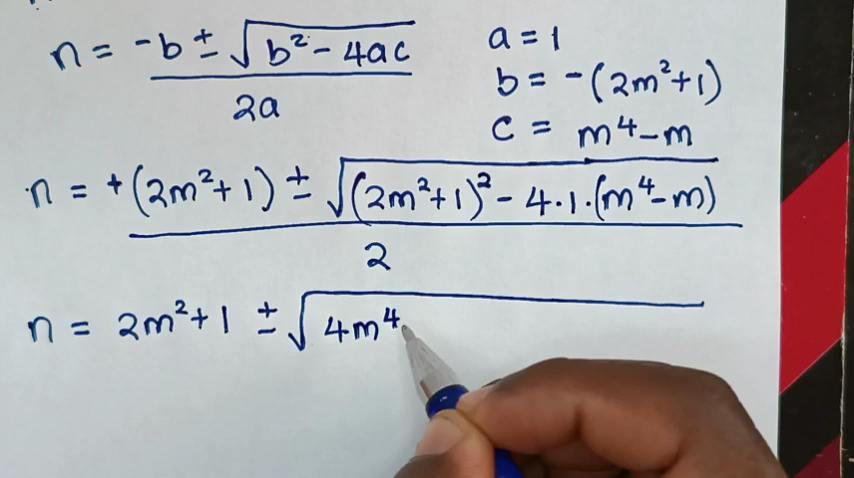 n = -b ± √(b² - 4ac) / 2a
a = 1
b = -(2m² + 1)
c = m⁴ - m
n = +(2m² + 1) ± √((2m² + 1)² - 4·1·(m⁴ - m)) / 2
n = 2m² + 1 ± √(4m⁴